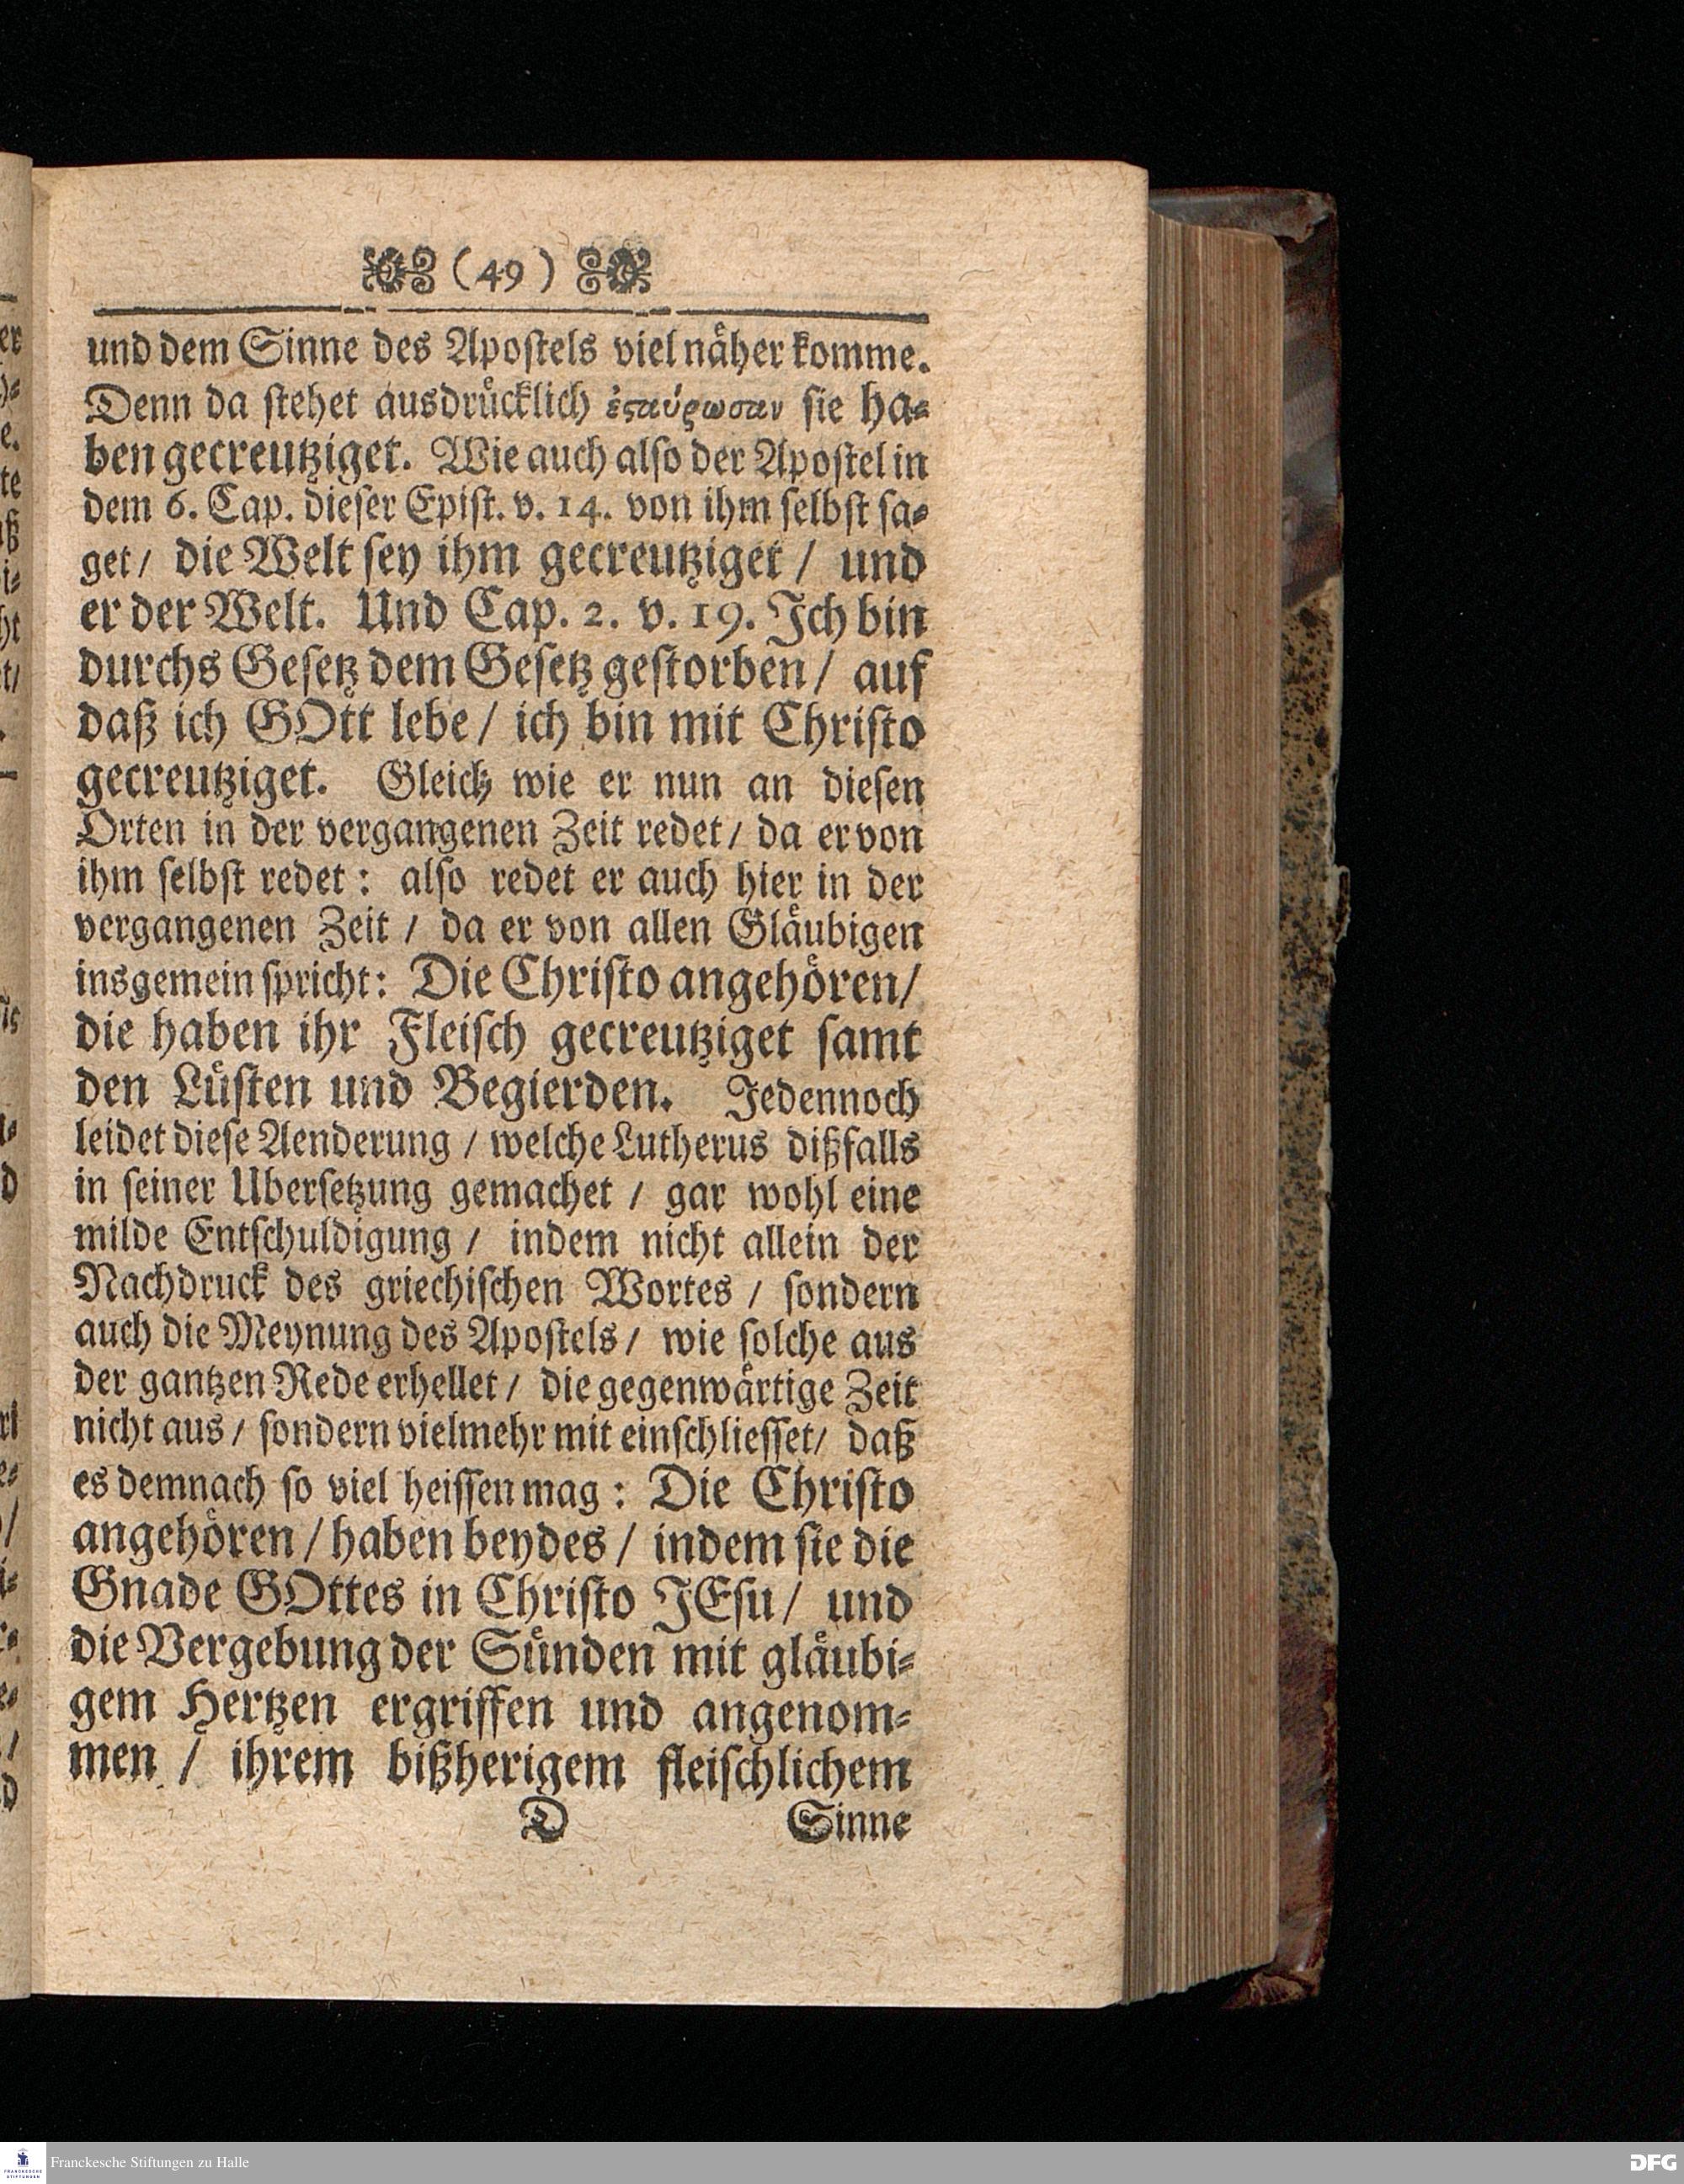 (49)
und dem Sinne des Apostels viel näher komme.
Denn da stehet ausdrücklich ἐςαύρωσαν sie ha-
ben gecreutziget. Wie auch also der Apostel in
dem 6. Cap. dieser Epist. v. 14. von ihm selbst sa-
get / die Welt sey ihm gecreutziget / und
er der Welt. Und Cap. 2. v. 19. Ich bin
durchs Gesetz dem Gesetz gestorben / auf
daß ich GOtt lebe / ich bin mit Christo
gecreutziget. Gleich wie er nun an diesen
Orten in der vergangenen Zeit redet / da er von
ihm selbst redet: also redet er auch hier in der
vergangenen Zeit / da er von allen Gläubigen
insgemein spricht: Die Christo angehören /
die haben ihr Fleisch gecreutziget samt
den Lüsten und Begierden. Jedennoch
leidet diese Aenderung / welche Lutherus dißfalls
in seiner Ubersetzung gemachet / gar wohl eine
milde Entschuldigung / indem nicht allein der
Nachdruck des griechischen Wortes / sondern
auch die Meynung des Apostels / wie solche aus
der gantzen Rede erhellet / die gegenwärtige Zeit
nicht aus / sondern vielmehr mit einschliesset / daß
es demnach so viel heissen mag: Die Christo
angehören / haben beydes / indem sie die
Gnade GOttes in Christo JEsu / und
die Vergebung der Sünden mit gläubi-
gem Hertzen ergriffen und angenom-
men / ihrem bißherigem fleischlichem
D Sinne
Franckesche Stiftungen zu Halle
DFG